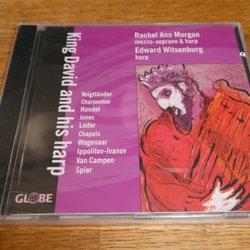 King David and his harp
Rachel Ann Morgan
mezzo-soprano & harp
Edward Witsenburg
harp
Voigtländer
Charpentier
Handel
Jones
Loder
Chapuis
Wagenaar
Ippolitov-Ivanov
Van Campen
Spier
GLOBE